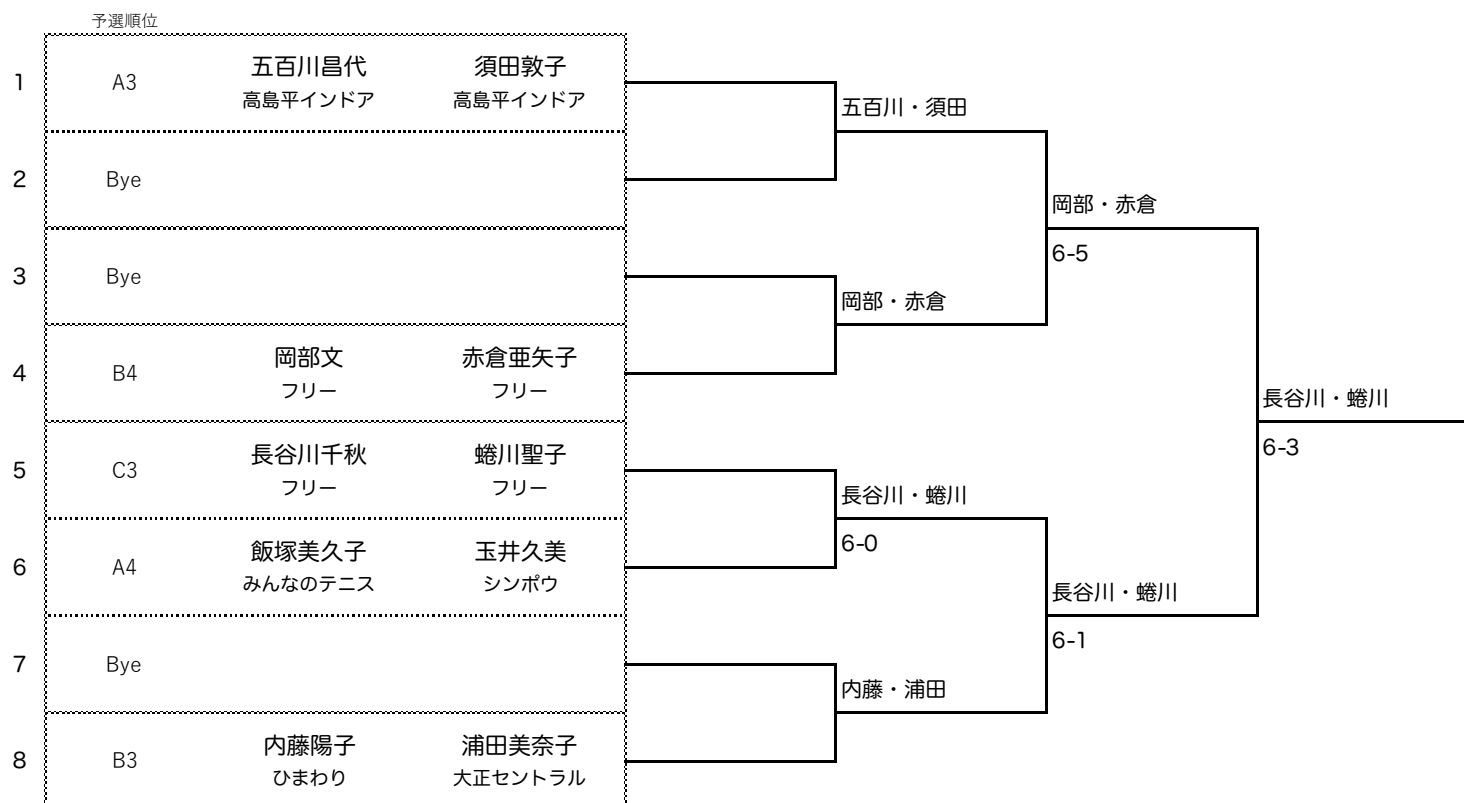 予選順位
1 A3 五百川昌代 須田敦子
高島平インドア 高島平インドア
五百川・須田
2 Bye
岡部・赤倉
6-5
3 Bye
岡部・赤倉
4 B4 岡部文 赤倉亜矢子
フリー フリー
長谷川・蜷川
6-3
5 C3 長谷川千秋 蜷川聖子
フリー フリー
長谷川・蜷川
6-0
6 A4 飯塚美久子 玉井久美
みんなのテニス シンポウ
長谷川・蜷川
6-1
7 Bye
内藤・浦田
8 B3 内藤陽子 浦田美奈子
ひまわり 大正セントラル